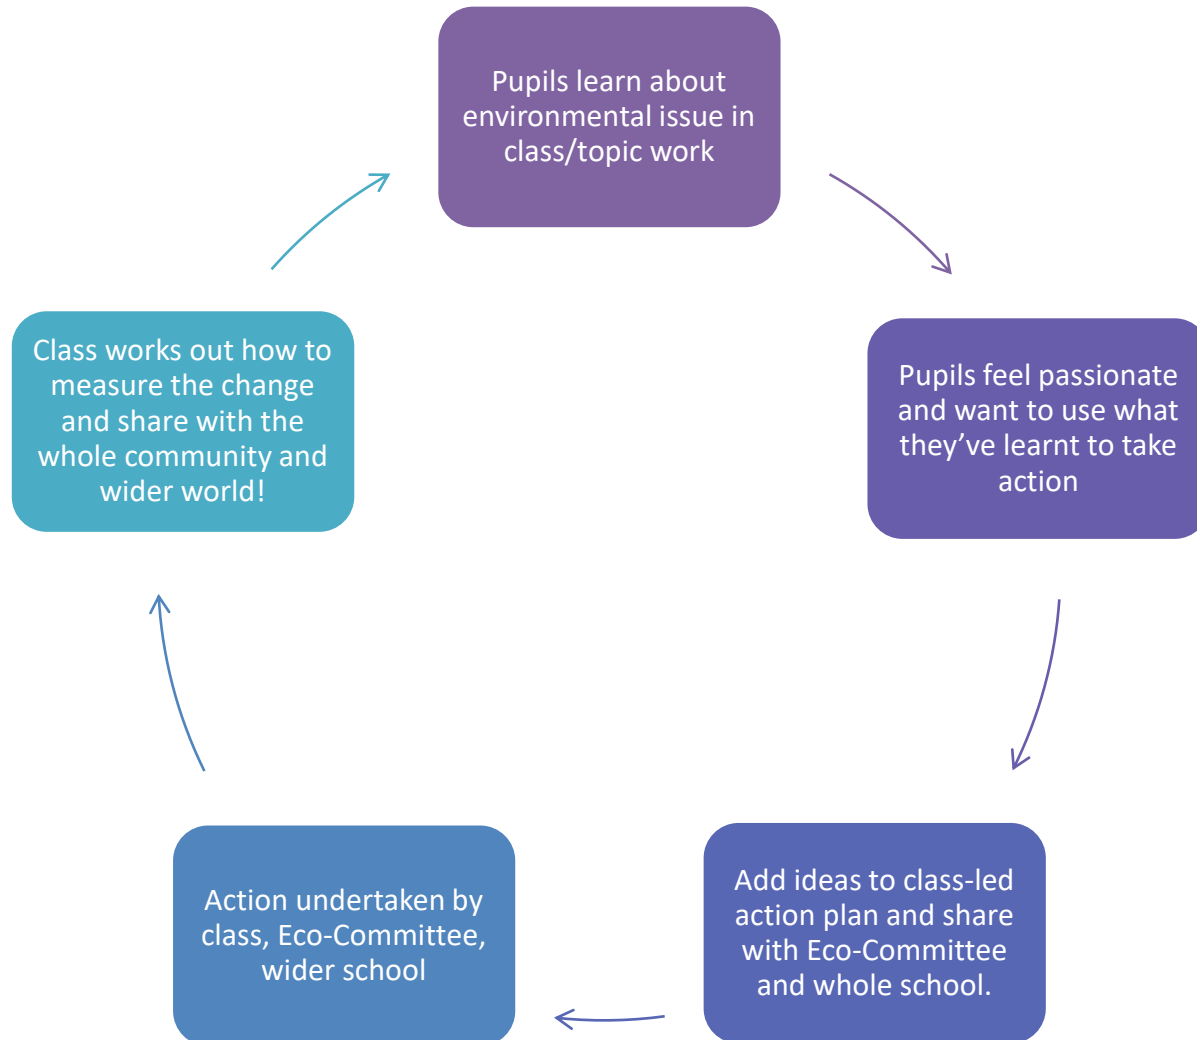 Pupils learn about
environmental issue in
class/topic work
Pupils feel passionate
and want to use what
they’ve learnt to take
action
Add ideas to class-led
action plan and share
with Eco-Committee
and whole school.
Action undertaken by
class, Eco-Committee,
wider school
Class works out how to
measure the change
and share with the
whole community and
wider world!